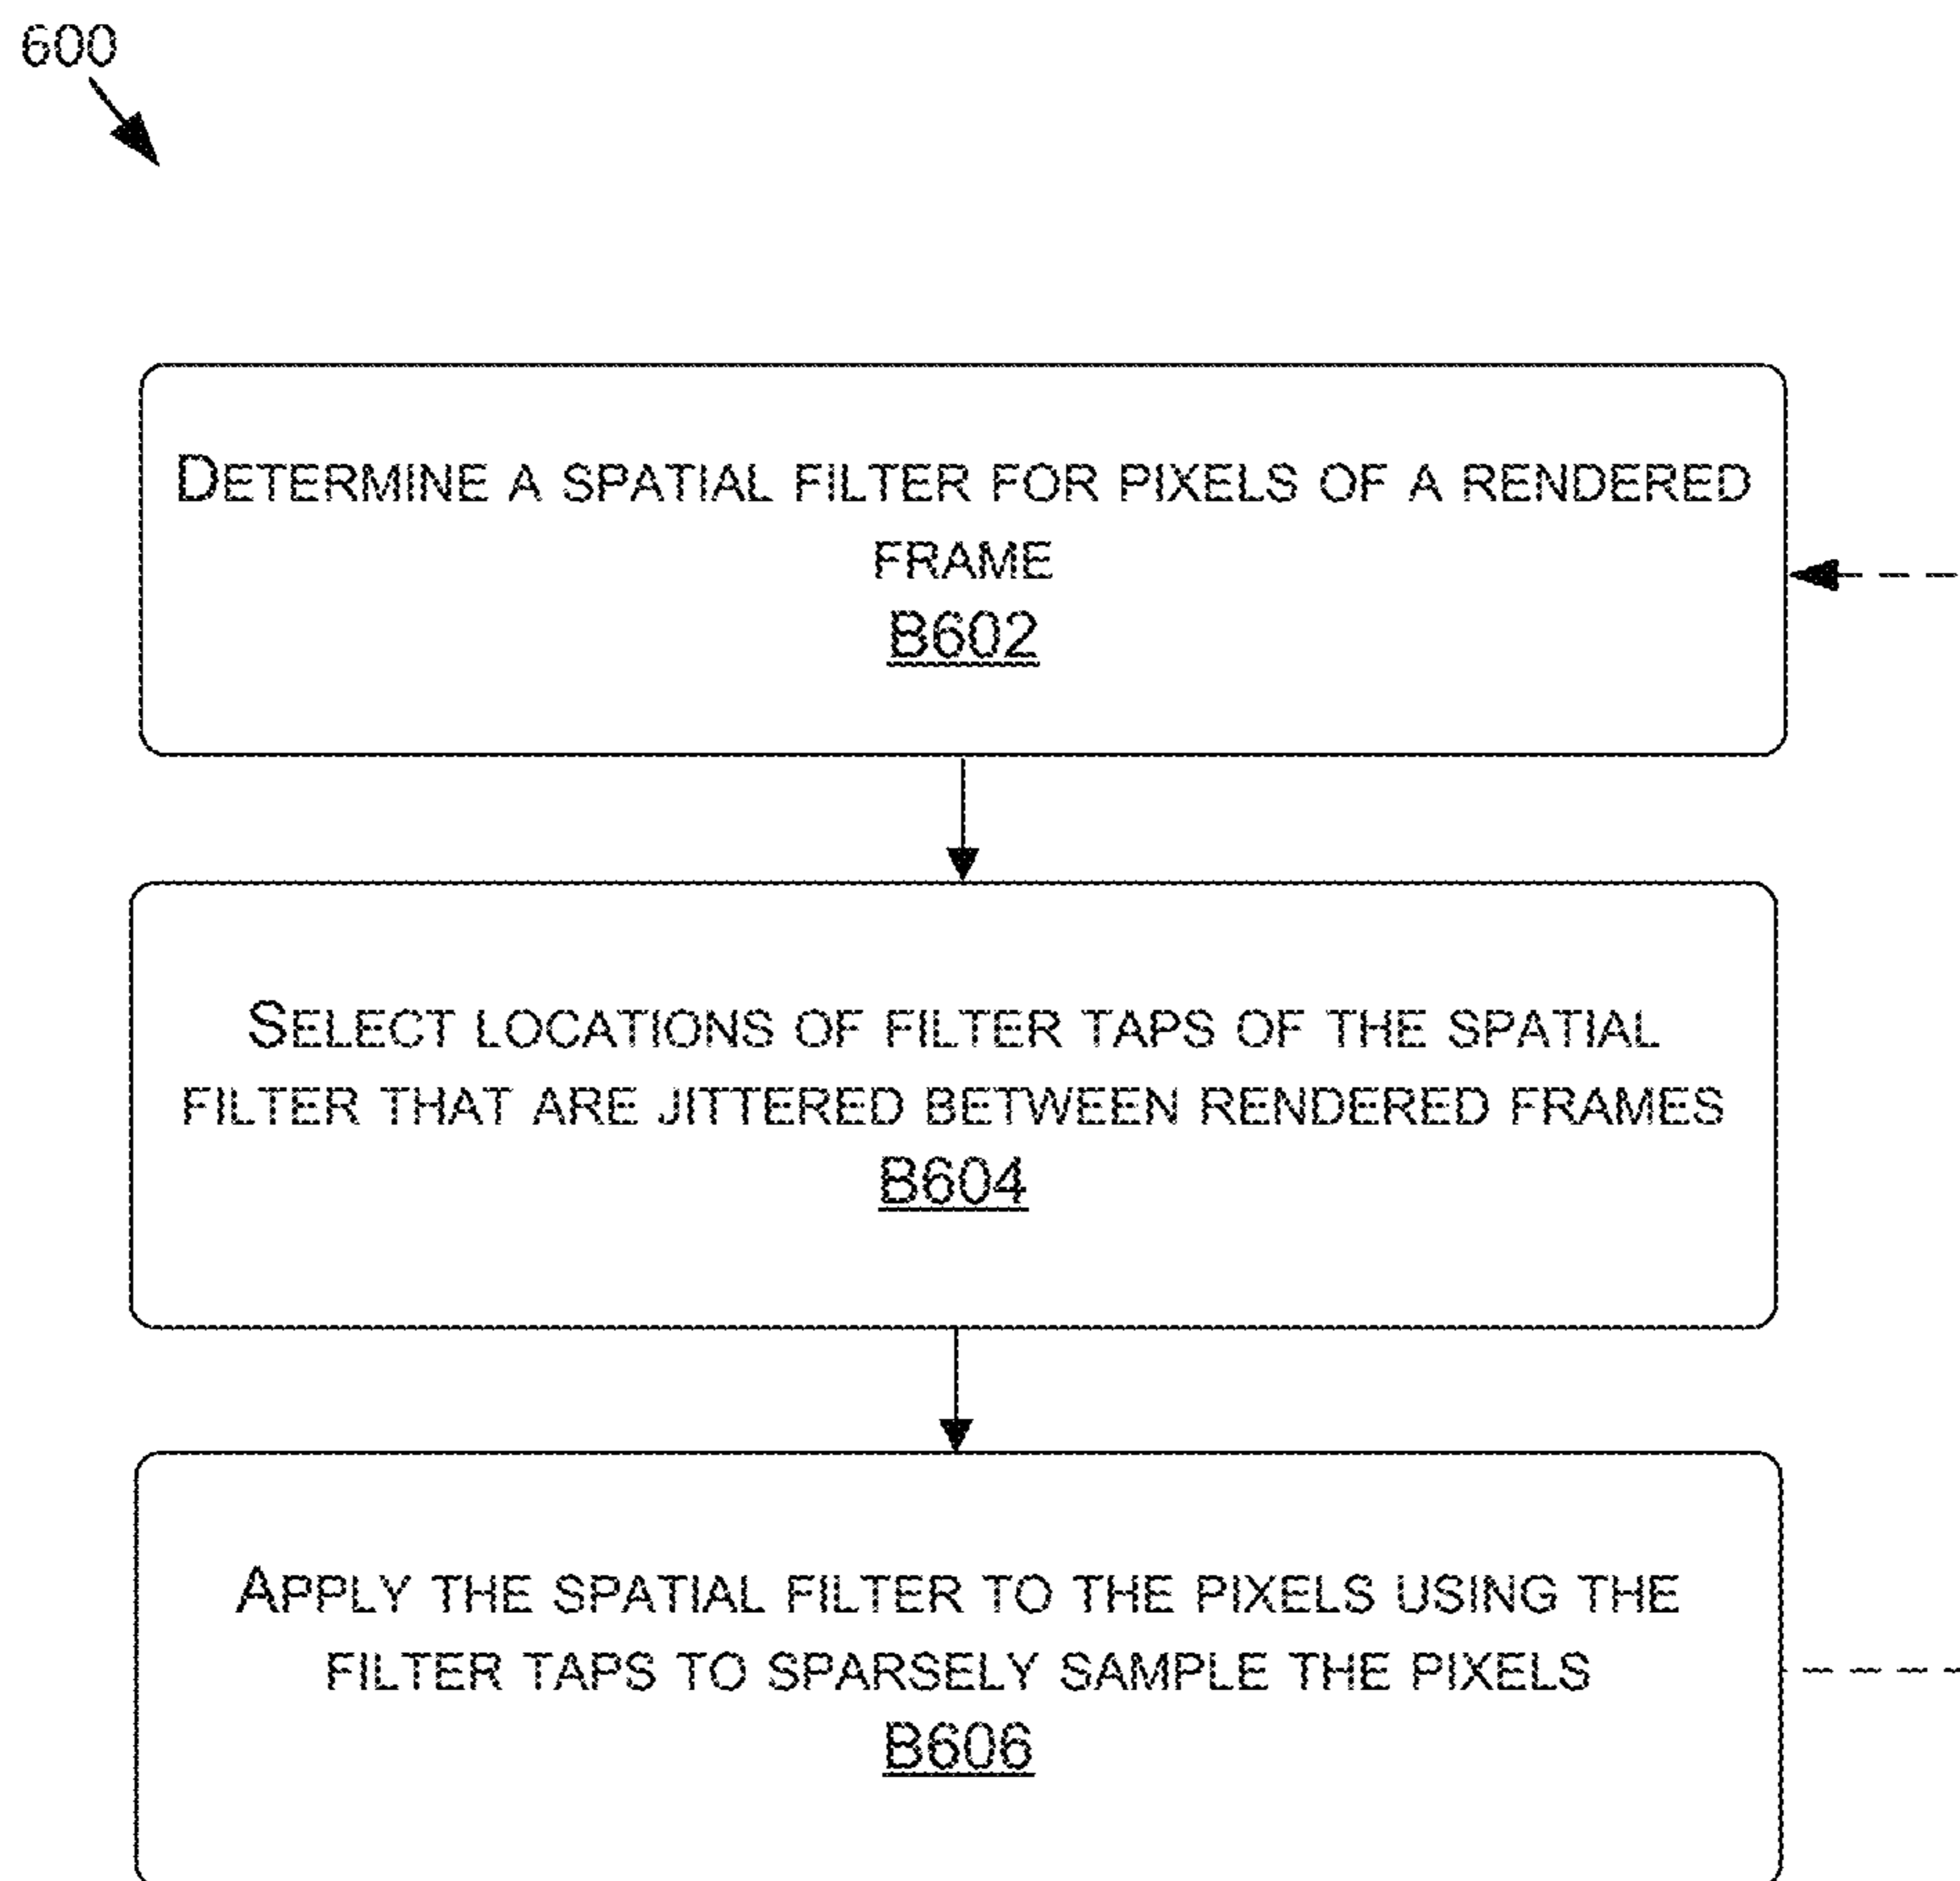 600
DETERMINE A SPATIAL FILTER FOR PIXELS OF A RENDERED
FRAME
B602
SELECT LOCATIONS OF FILTER TAPS OF THE SPATIAL
FILTER THAT ARE JITTERED BETWEEN RENDERED FRAMES
B604
APPLY THE SPATIAL FILTER TO THE PIXELS USING THE
FILTER TAPS TO SPARSELY SAMPLE THE PIXELS
B606